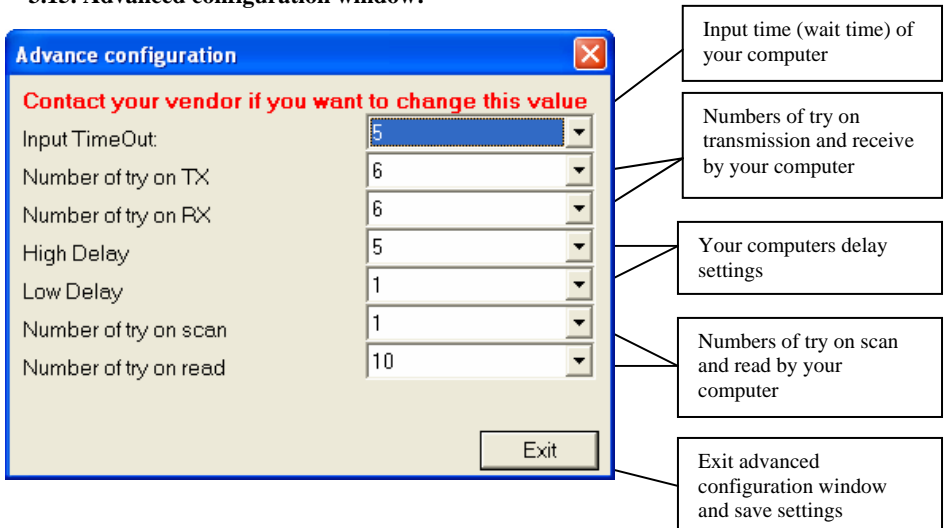 5.15. Advanced configuration window:
Advance configuration
Contact your vendor if you want to change this value
Input TimeOut: 5
Number of try on TX 6
Number of try on RX 6
High Delay 5
Low Delay 1
Number of try on scan 1
Number of try on read 10
Exit
Input time (wait time) of
your computer
Numbers of try on
transmission and receive
by your computer
Your computers delay
settings
Numbers of try on scan
and read by your
computer
Exit advanced
configuration window
and save settings